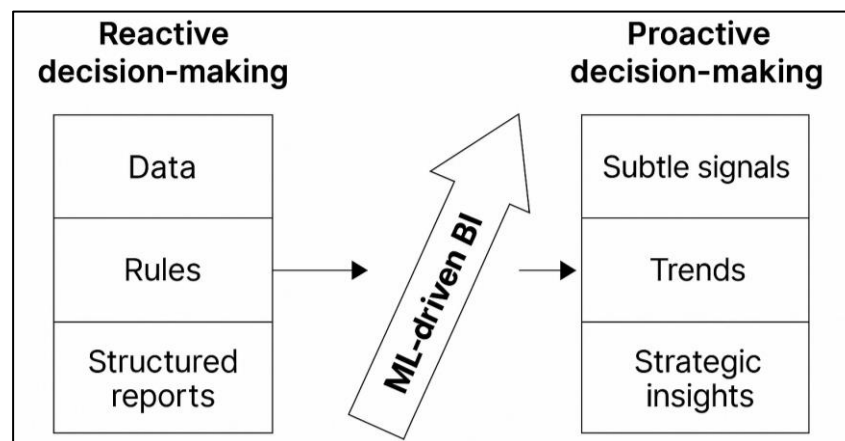 Reactive
decision-making
Data
Rules
Structured
reports
ML-driven BI
Proactive
decision-making
Subtle signals
Trends
Strategic
insights